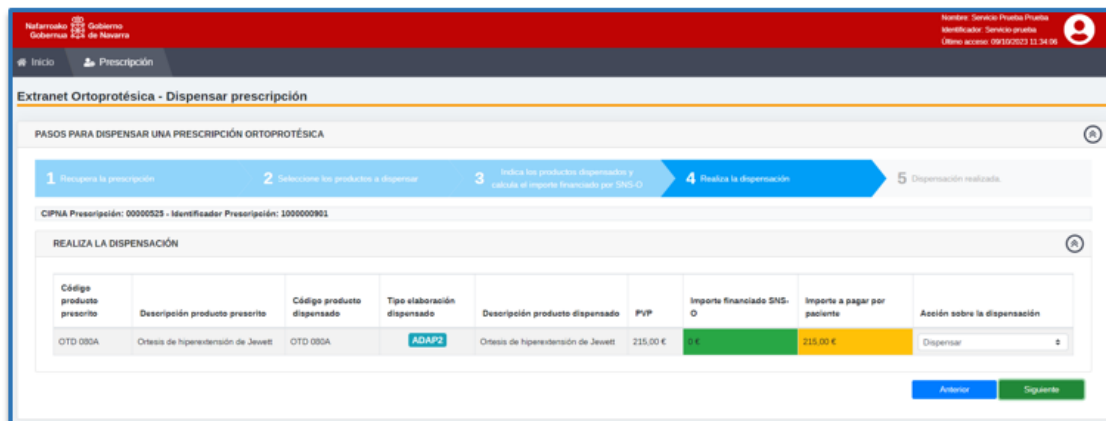 Nafarroako Gobierno
Gobernua de Navarra
Nombre: Servicio Prueba Prueba
Identificador: Servicio-prueba
Último acceso: 09/10/2023 11:34:06
Inicio
Prescripción
Extranet Ortoprotésica - Dispensar prescripción
PASOS PARA DISPENSAR UNA PRESCRIPCIÓN ORTOPROTÉSICA
1 Recupera la prescripción
2 Seleccione los productos a dispensar
3 Indica los productos dispensados y
calcula el importe financiado por SNS-O
4 Realiza la dispensación
5 Dispensación realizada.
CIPNA Prescripción: 00000525 - Identificador Prescripción: 1000000901
REALIZA LA DISPENSACIÓN
Código
producto
prescrito
Descripción producto prescrito
Código producto
dispensado
Tipo elaboración
dispensado
Descripción producto dispensado
PVP
Importe financiado SNS-
O
Importe a pagar por
paciente
Acción sobre la dispensación
OTD 080A
Ortesis de hiperextensión de Jewett
OTD 080A
ADAP2
Ortesis de hiperextensión de Jewett
215,00 €
0 €
215,00 €
Dispensar
Anterior
Siguiente